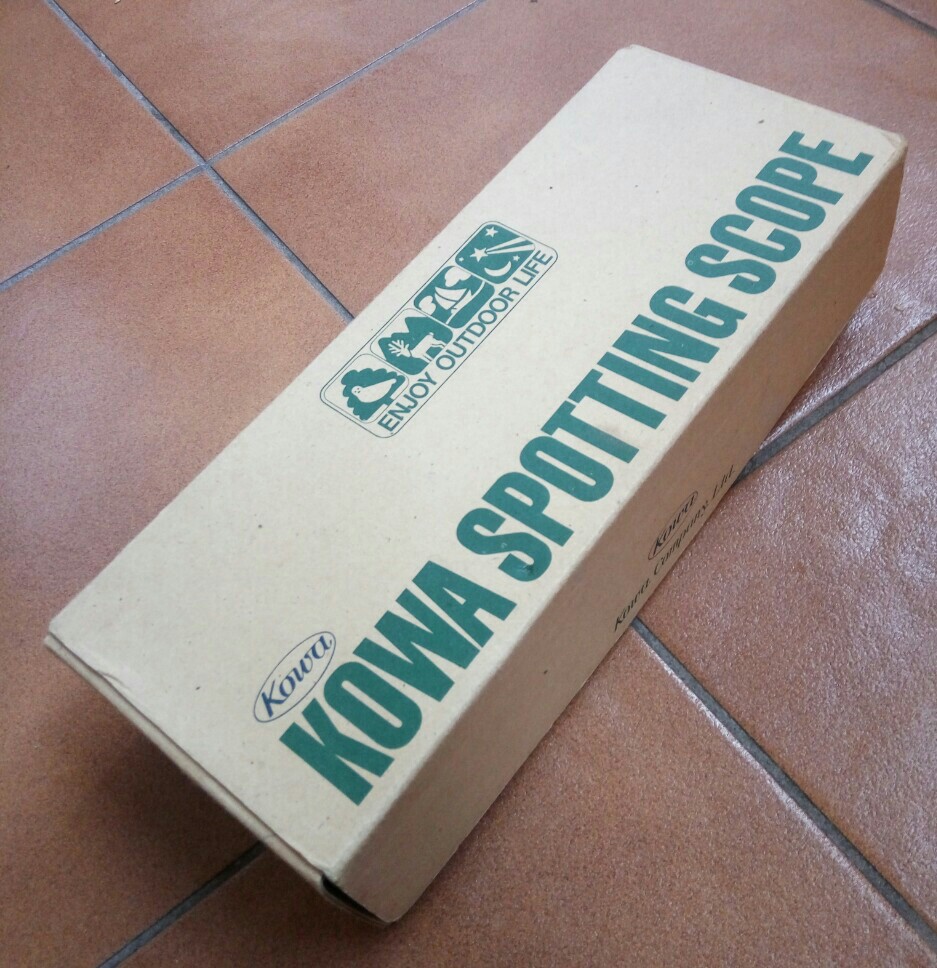 ENJOY OUTDOOR LIFE
Kowa
KOWA SPOTTING SCOPE
Kowa
Kowa Company, Ltd.